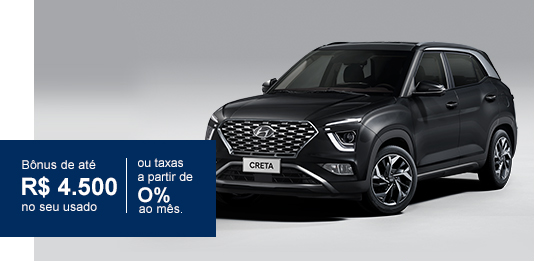 Bônus de até
R$ 4.500
no seu usado
ou taxas
a partir de
0%
ao mês.
CRETA